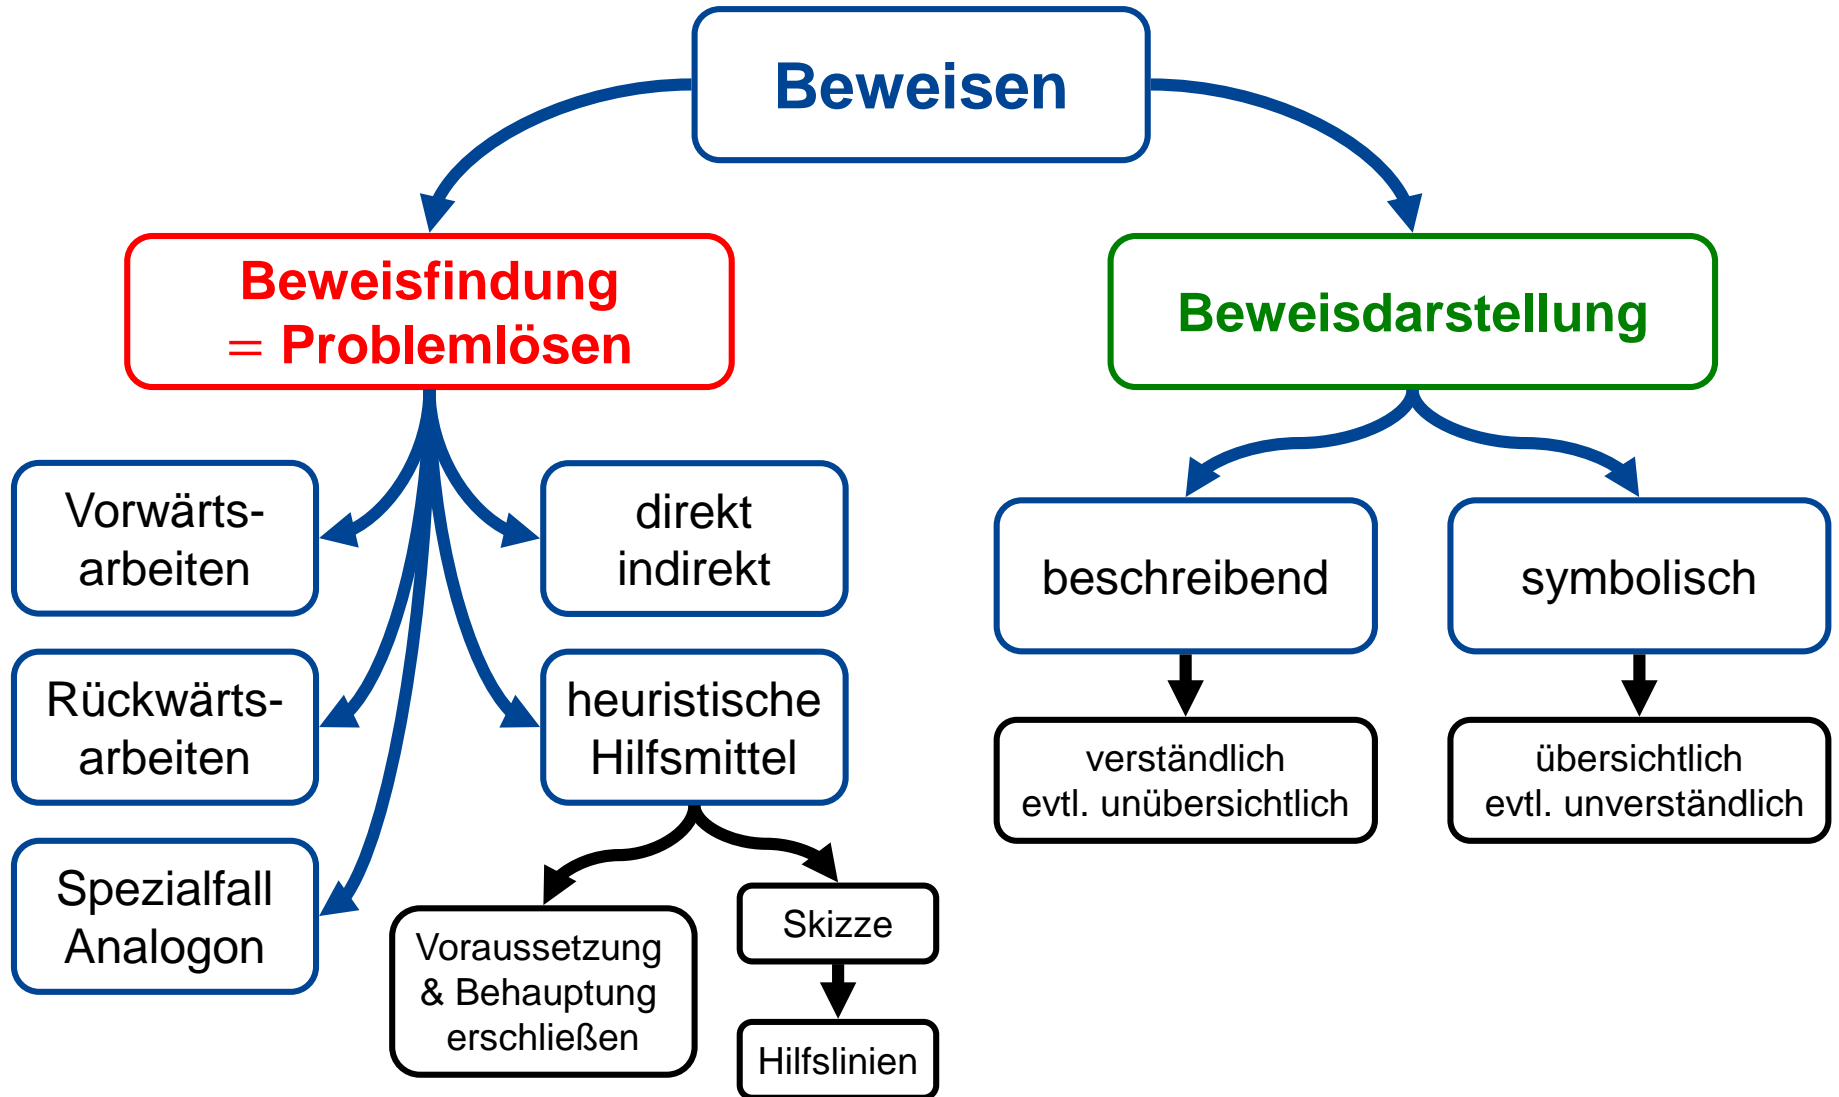 Beweisen
Beweisfindung
= Problemlösen
Beweisdarstellung
Vorwärts-
arbeiten
direkt
indirekt
beschreibend
symbolisch
Rückwärts-
arbeiten
heuristische
Hilfsmittel
verständlich
evtl. unübersichtlich
übersichtlich
evtl. unverständlich
Spezialfall
Analogon
Voraussetzung
& Behauptung
erschließen
Skizze
Hilfslinien